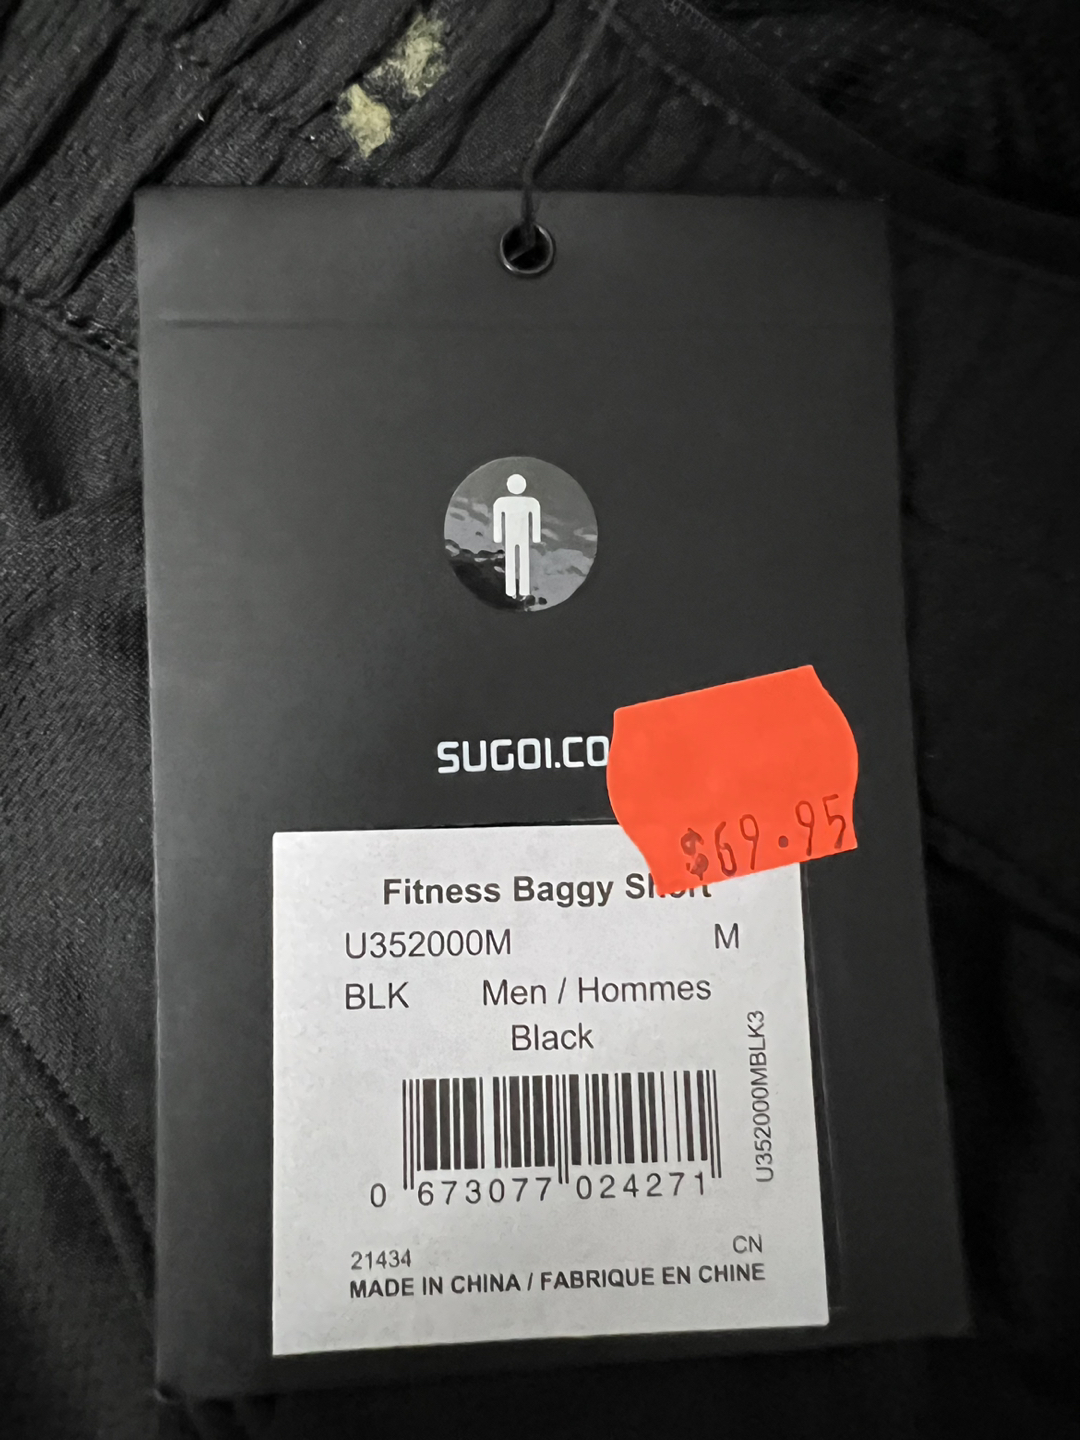 SUGOI.CO
$69.95
Fitness Baggy Short
U352000M M
BLK Men / Hommes
Black
U352000MBLK3
0 673077 024271
21434 CN
MADE IN CHINA / FABRIQUE EN CHINE